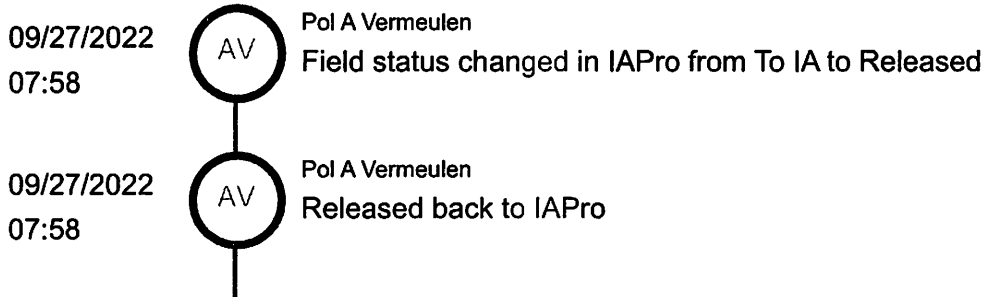 09/27/2022
07:58
AV
Pol A Vermeulen
Field status changed in IAPro from To IA to Released
09/27/2022
07:58
AV
Pol A Vermeulen
Released back to IAPro